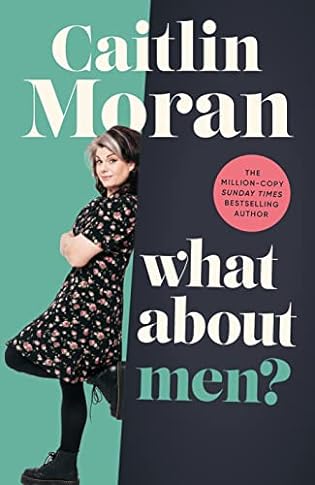 Caitlin
Moran
THE
MILLION-COPY
SUNDAY TIMES
BESTSELLING
AUTHOR
what
about
men?